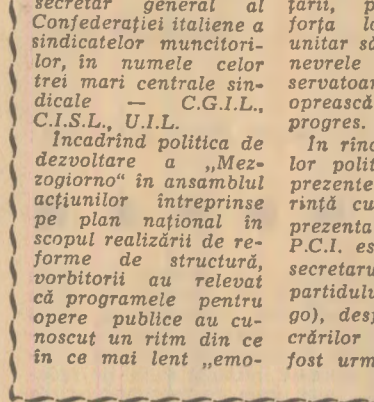 secretar general al
Confederației italiene a
sindicatelor muncitori-
lor, în numele celor
trei mari centrale sin-
dicale — C.G.I.L.,
C.I.S.L., U.I.L.
Încadrînd politica de
dezvoltare a „Mez-
zogiorno“ în ansamblul
acțiunilor întreprinse
pe plan național în
scopul realizării de re-
forme de structură,
vorbitorii au relevat
că programele pentru
opere publice au cu-
noscut un ritm din ce
în ce mai lent „emo-
țării, p
forța lo
unitar să
nevrele
servatoar
oprească
progres.
În rînd
lor polit
prezente
rință cu
prezenta
P.C.I. es
secretaru
partidulu
go), desf
crărilor
fost urm